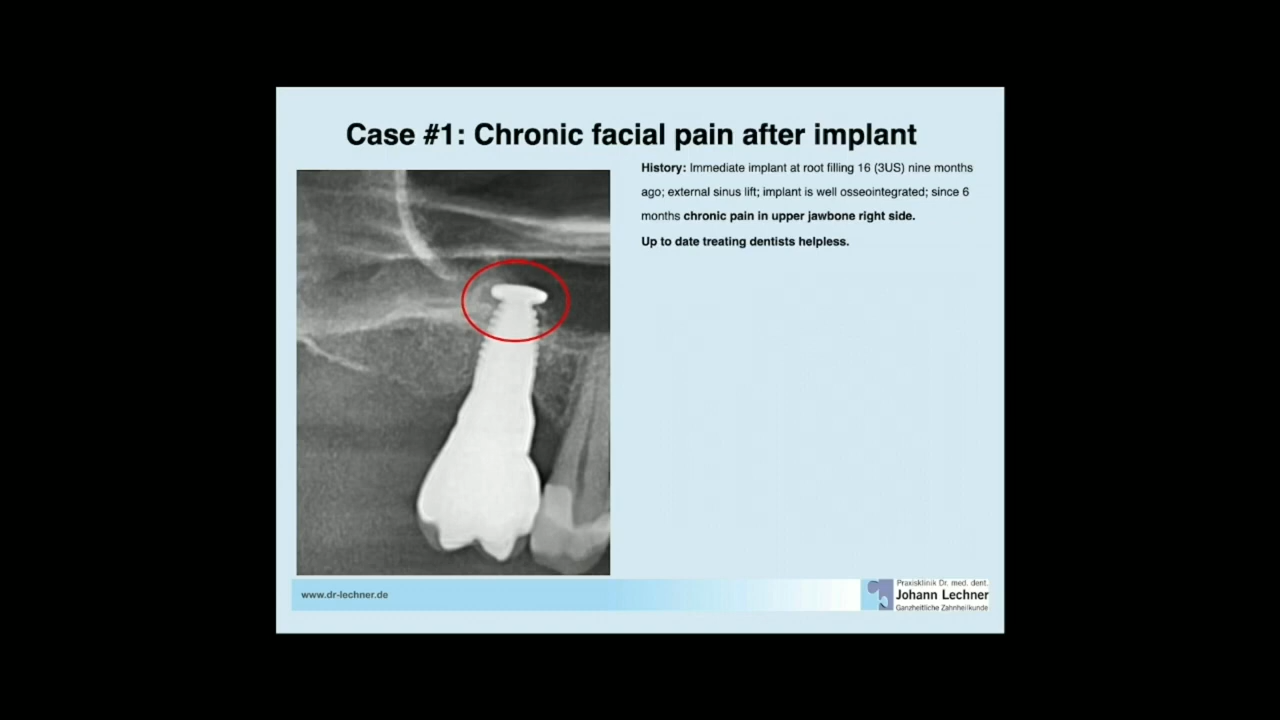 Case #1: Chronic facial pain after implant
History: Immediate implant at root filling 16 (3US) nine months
ago; external sinus lift; implant is well osseointegrated; since 6
months chronic pain in upper jawbone right side.
Up to date treating dentists helpless.
www.dr-lechner.de
Praxisklinik Dr. med. dent.
Johann Lechner
Ganzheitliche Zahnheilkunde